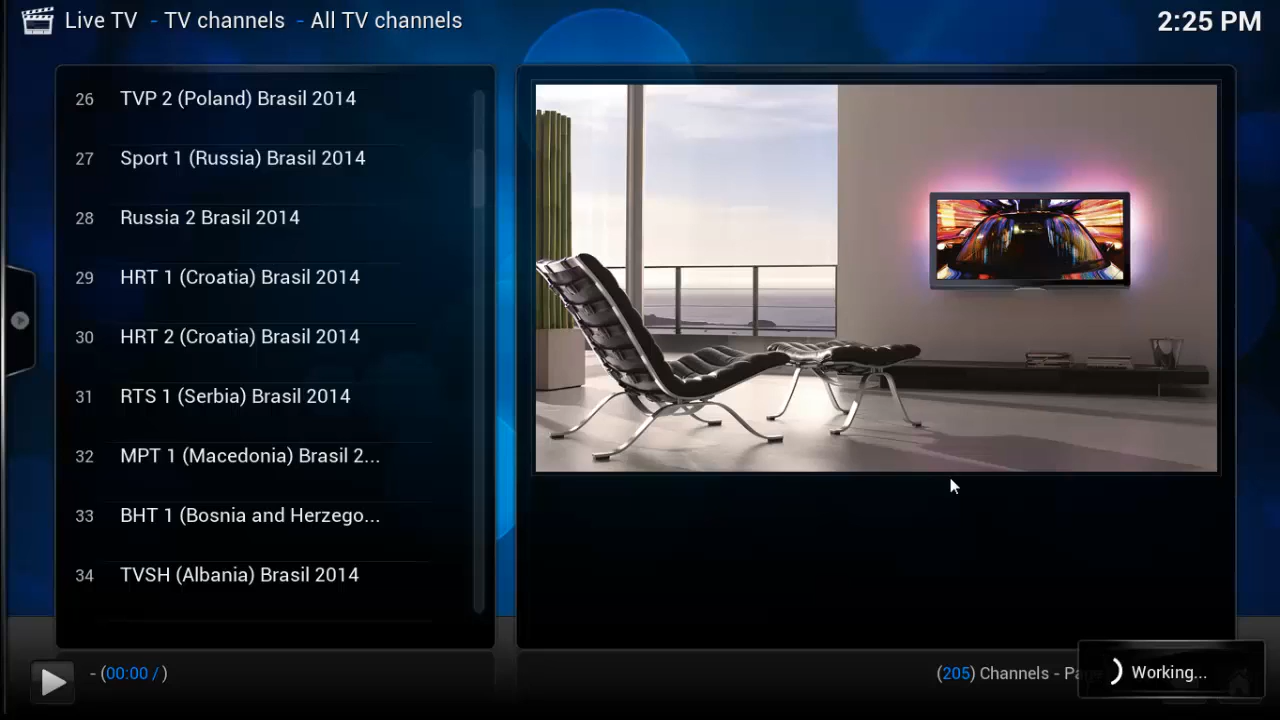 Live TV - TV channels - All TV channels
2:25 PM
26 TVP 2 (Poland) Brasil 2014
27 Sport 1 (Russia) Brasil 2014
28 Russia 2 Brasil 2014
29 HRT 1 (Croatia) Brasil 2014
30 HRT 2 (Croatia) Brasil 2014
31 RTS 1 (Serbia) Brasil 2014
32 MPT 1 (Macedonia) Brasil 2...
33 BHT 1 (Bosnia and Herzego...
34 TVSH (Albania) Brasil 2014
- (00:00 / )
(205) Channels -
Working...